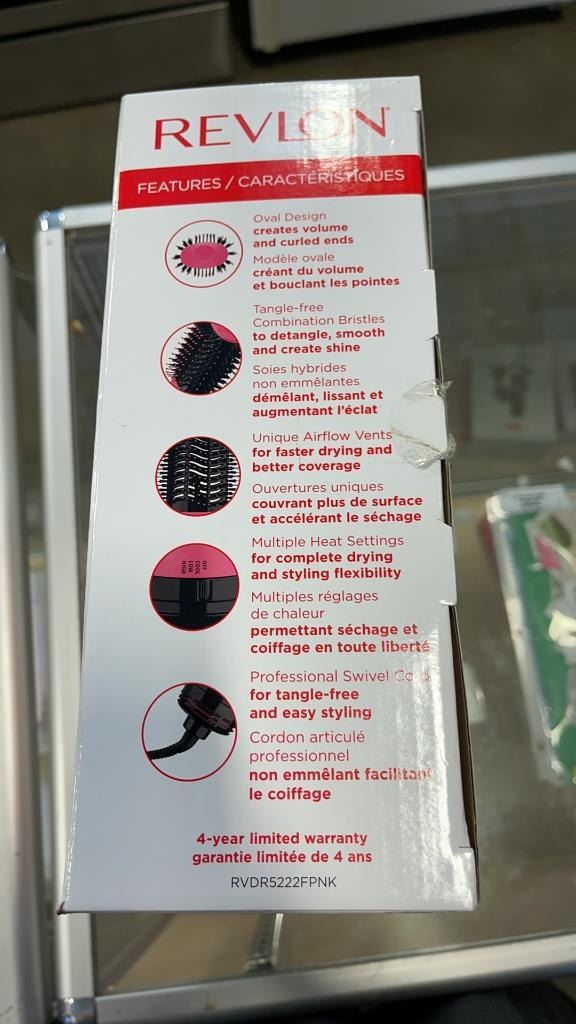 REVLON
FEATURES / CARACTÉRISTIQUES
Oval Design
creates volume
and curled ends
Modèle ovale
créant du volume
et bouclant les pointes
Tangle-free
Combination Bristles
to detangle, smooth
and create shine
Soies hybrides
non emmêlantes
démêlant, lissant et
augmentant l'éclat
Unique Airflow Vents
for faster drying and
better coverage
Ouvertures uniques
couvrant plus de surface
et accélérant le séchage
OFF
COOL
LOW
HIGH
Multiple Heat Settings
for complete drying
and styling flexibility
Multiples réglages
de chaleur
permettant séchage et
coiffage en toute liberté
Professional Swivel Cord
for tangle-free
and easy styling
Cordon articulé
professionnel
non emmêlant facilitant
le coiffage
4-year limited warranty
garantie limitée de 4 ans
RVDR5222FPNK